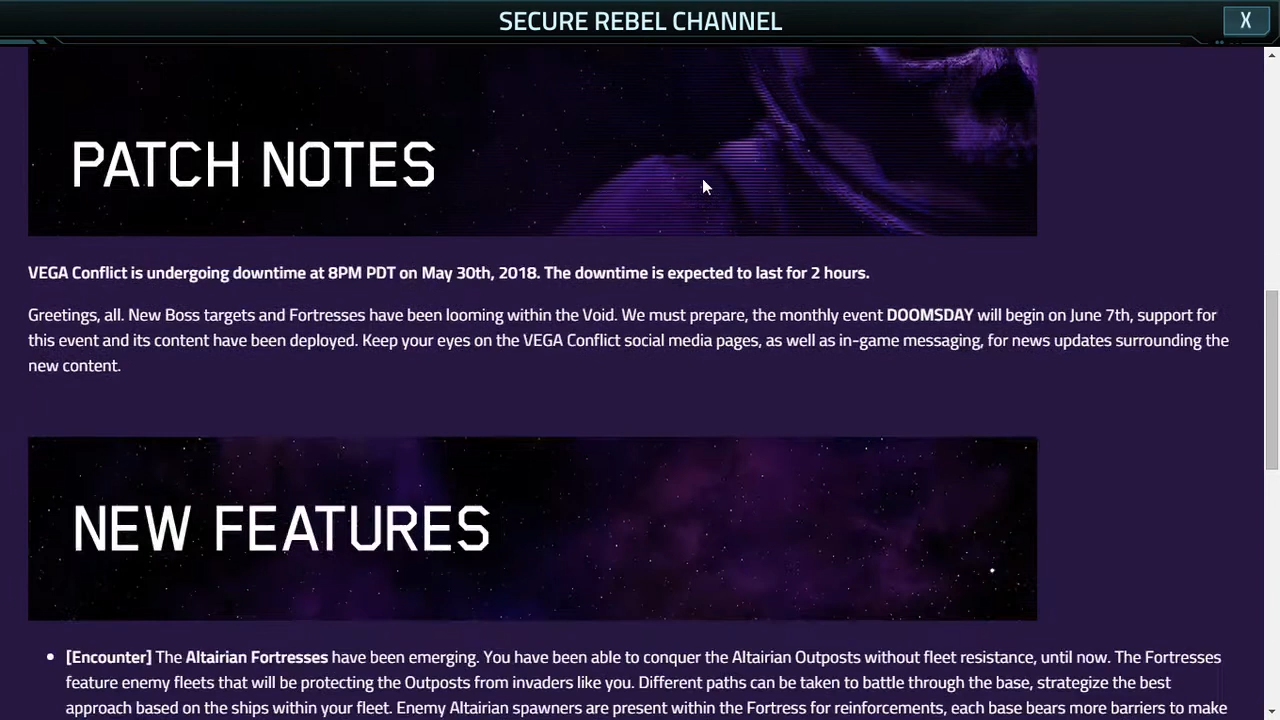 SECURE REBEL CHANNEL
X
PATCH NOTES
VEGA Conflict is undergoing downtime at 8PM PDT on May 30th, 2018. The downtime is expected to last for 2 hours.
Greetings, all. New Boss targets and Fortresses have been looming within the Void. We must prepare, the monthly event DOOMSDAY will begin on June 7th, support for
this event and its content have been deployed. Keep your eyes on the VEGA Conflict social media pages, as well as in-game messaging, for news updates surrounding the
new content.
NEW FEATURES
• [Encounter] The Altairian Fortresses have been emerging. You have been able to conquer the Altairian Outposts without fleet resistance, until now. The Fortresses
feature enemy fleets that will be protecting the Outposts from invaders like you. Different paths can be taken to battle through the base, strategize the best
approach based on the ships within your fleet. Enemy Altairian spawners are present within the Fortress for reinforcements, each base bears more barriers to make